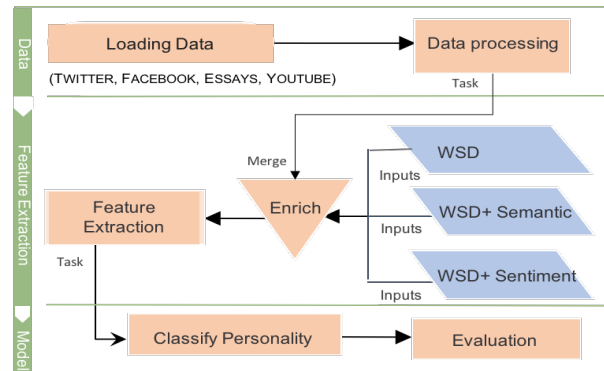 Data
Loading Data
Data processing
(TWITTER, FACEBOOK, ESSAYS, YOUTUBE)
Task
Feature Extraction
Merge
WSD
Inputs
Enrich
WSD+ Semantic
Inputs
Feature
Extraction
Task
WSD+ Sentiment
Inputs
Model
Classify Personality
Evaluation